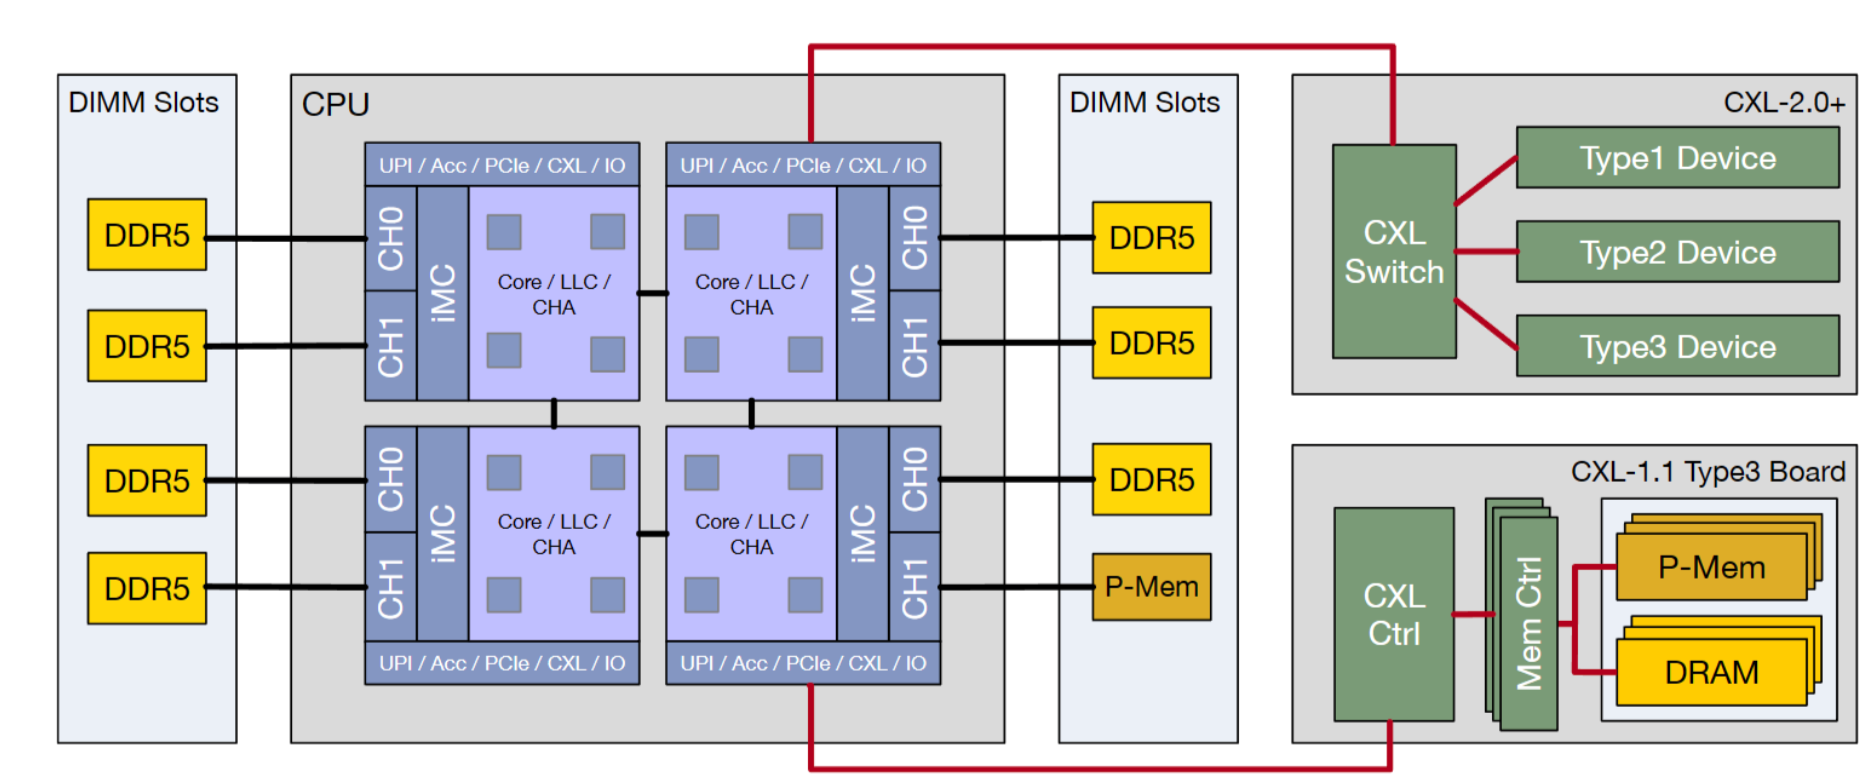 DIMM Slots
DDR5
DDR5
DDR5
DDR5
CPU
UPI / Acc / PCIe / CXL / IO
CH0
CH1
iMC
Core / LLC /
CHA
UPI / Acc / PCIe / CXL / IO
Core / LLC /
CHA
iMC
CH0
CH1
CH0
CH1
iMC
Core / LLC /
CHA
UPI / Acc / PCIe / CXL / IO
Core / LLC /
CHA
iMC
CH0
CH1
UPI / Acc / PCIe / CXL / IO
DIMM Slots
DDR5
DDR5
DDR5
P-Mem
CXL-2.0+
CXL
Switch
Type1 Device
Type2 Device
Type3 Device
CXL-1.1 Type3 Board
CXL
Ctrl
Mem Ctrl
P-Mem
DRAM